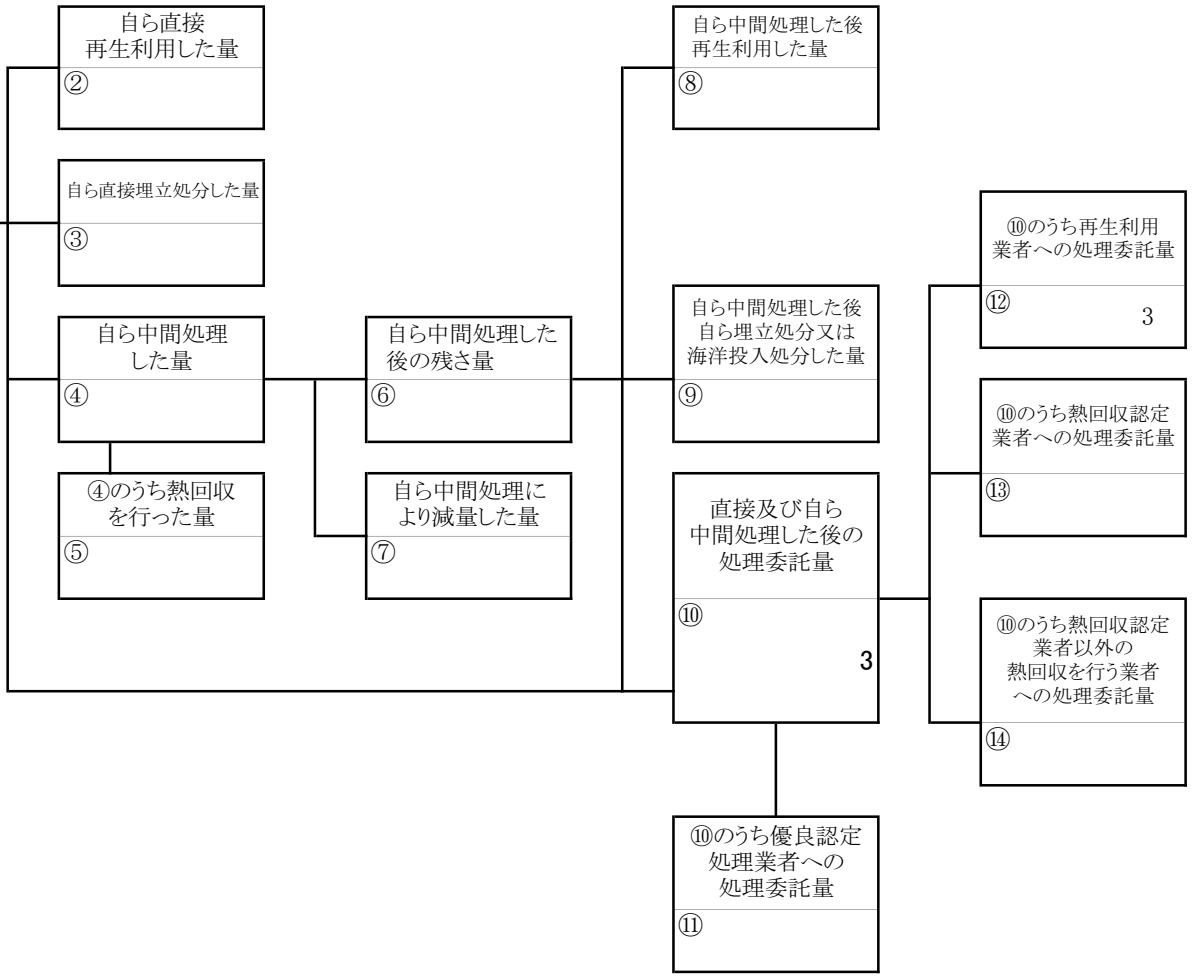 自ら直接
再生利用した量
②
自ら直接埋立処分した量
③
自ら中間処理
した量
④
④のうち熱回収
を行った量
⑤
自ら中間処理した
後の残さ量
⑥
自ら中間処理に
より減量した量
⑦
自ら中間処理した後
再生利用した量
⑧
自ら中間処理した後
自ら埋立処分又は
海洋投入処分した量
⑨
直接及び自ら
中間処理した後の
処理委託量
⑩
3
⑩のうち優良認定
処理業者への
処理委託量
⑪
⑩のうち再生利用
業者への処理委託量
⑫
3
⑩のうち熱回収認定
業者への処理委託量
⑬
⑩のうち熱回収認定
業者以外の
熱回収を行う業者
への処理委託量
⑭